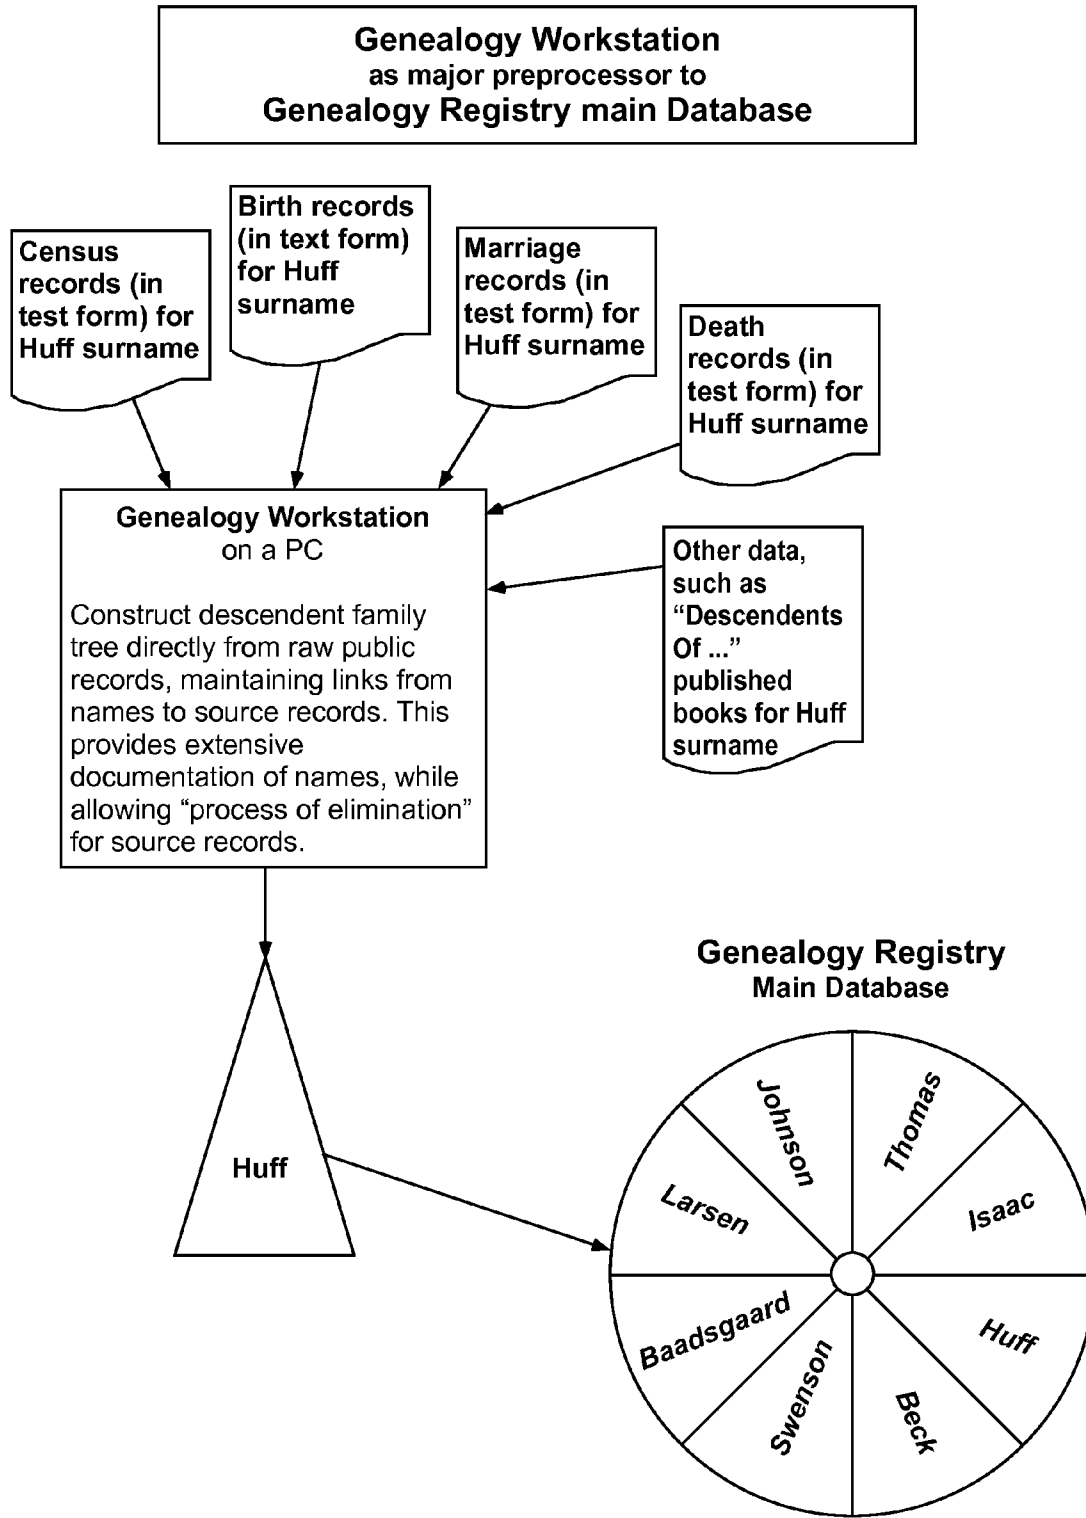 Genealogy Workstation
as major preprocessor to
Genealogy Registry main Database
Census
records (in
test form) for
Huff surname
Birth records
(in text form)
for Huff
surname
Marriage
records (in
test form) for
Huff surname
Death
records (in
test form) for
Huff surname
Genealogy Workstation
on a PC
Construct descendent family
tree directly from raw public
records, maintaining links from
names to source records. This
provides extensive
documentation of names, while
allowing “process of elimination”
for source records.
Other data,
such as
“Descendents
Of ...”
published
books for Huff
surname
Huff
Genealogy Registry
Main Database
Johnson
Thomas
Larsen
Isaac
Baadsgaard
Huff
Swenson
Beck